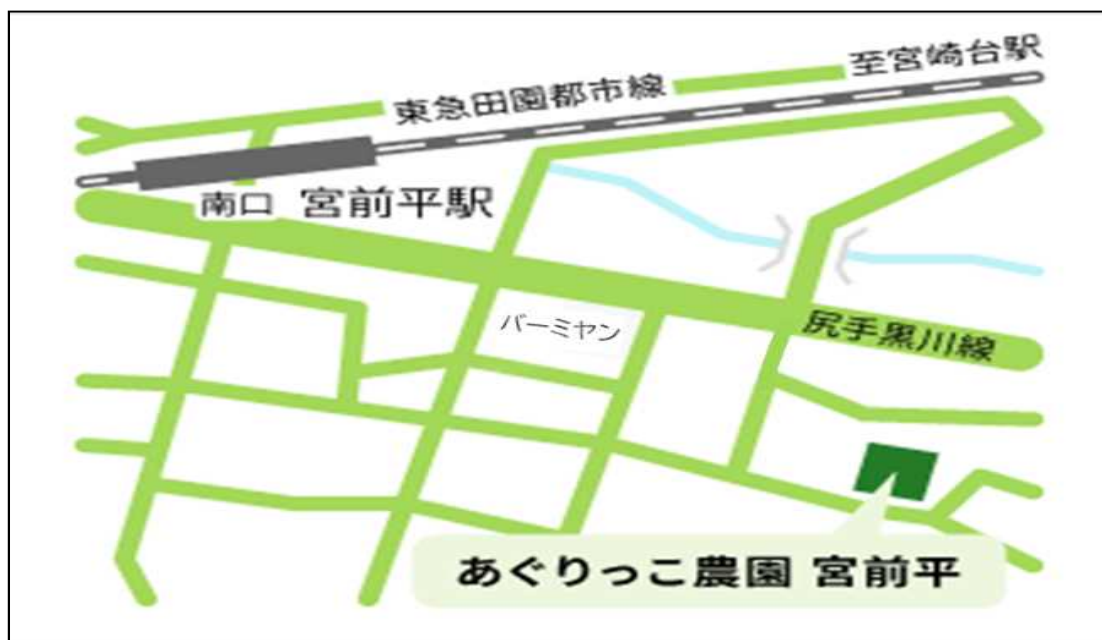 至宮崎台駅
東急田園都市線
南口 宮前平駅
バーミヤン
尻手黒川線
あぐりっこ農園 宮前平